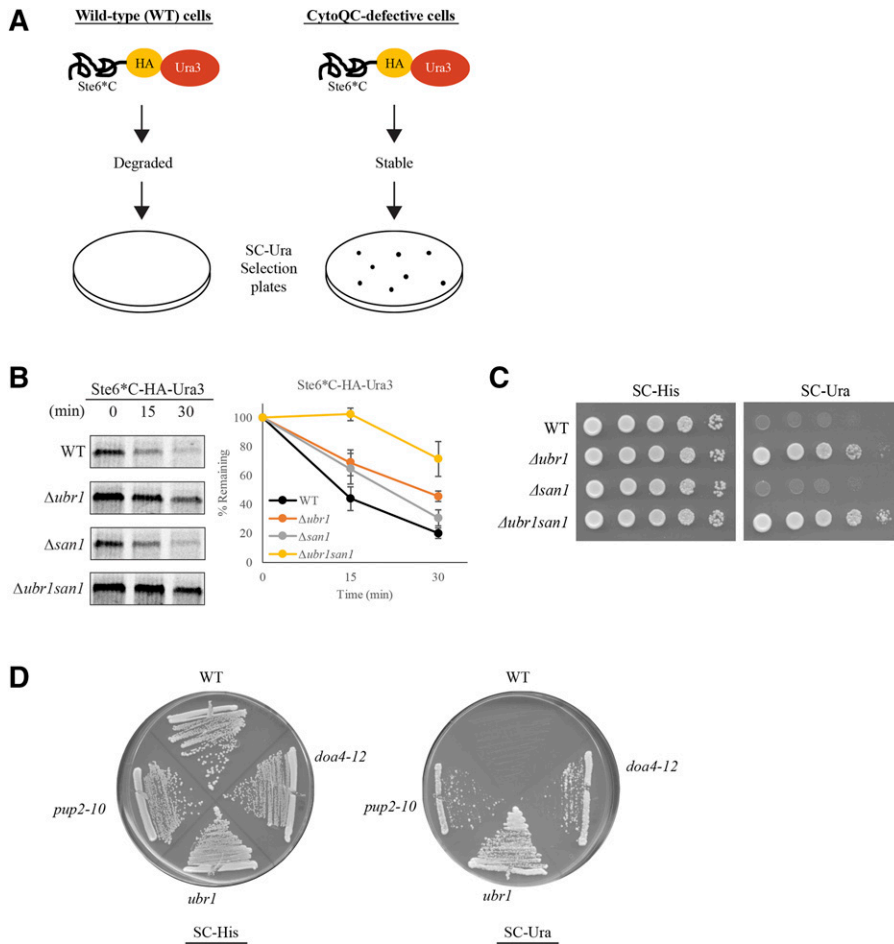 A
Wild-type (WT) cells
CytoQC-defective cells
HA
Ura3
Ste6*C
HA
Ura3
Ste6*C
Degraded
Stable
SC-Ura
Selection
plates
B
Ste6*C-HA-Ura3
(min) 0 15 30
WT
Δubr1
Δsan1
Δubr1san1
Ste6*C-HA-Ura3
% Remaining
100
80
60
40
20
0
WT
Δubr1
Δsan1
Δubr1san1
0 15 30
Time (min)
C
SC-His SC-Ura
WT
Δubr1
Δsan1
Δubr1san1
D
WT
doa4-12
pup2-10
ubr1
SC-His
WT
doa4-12
pup2-10
ubr1
SC-Ura